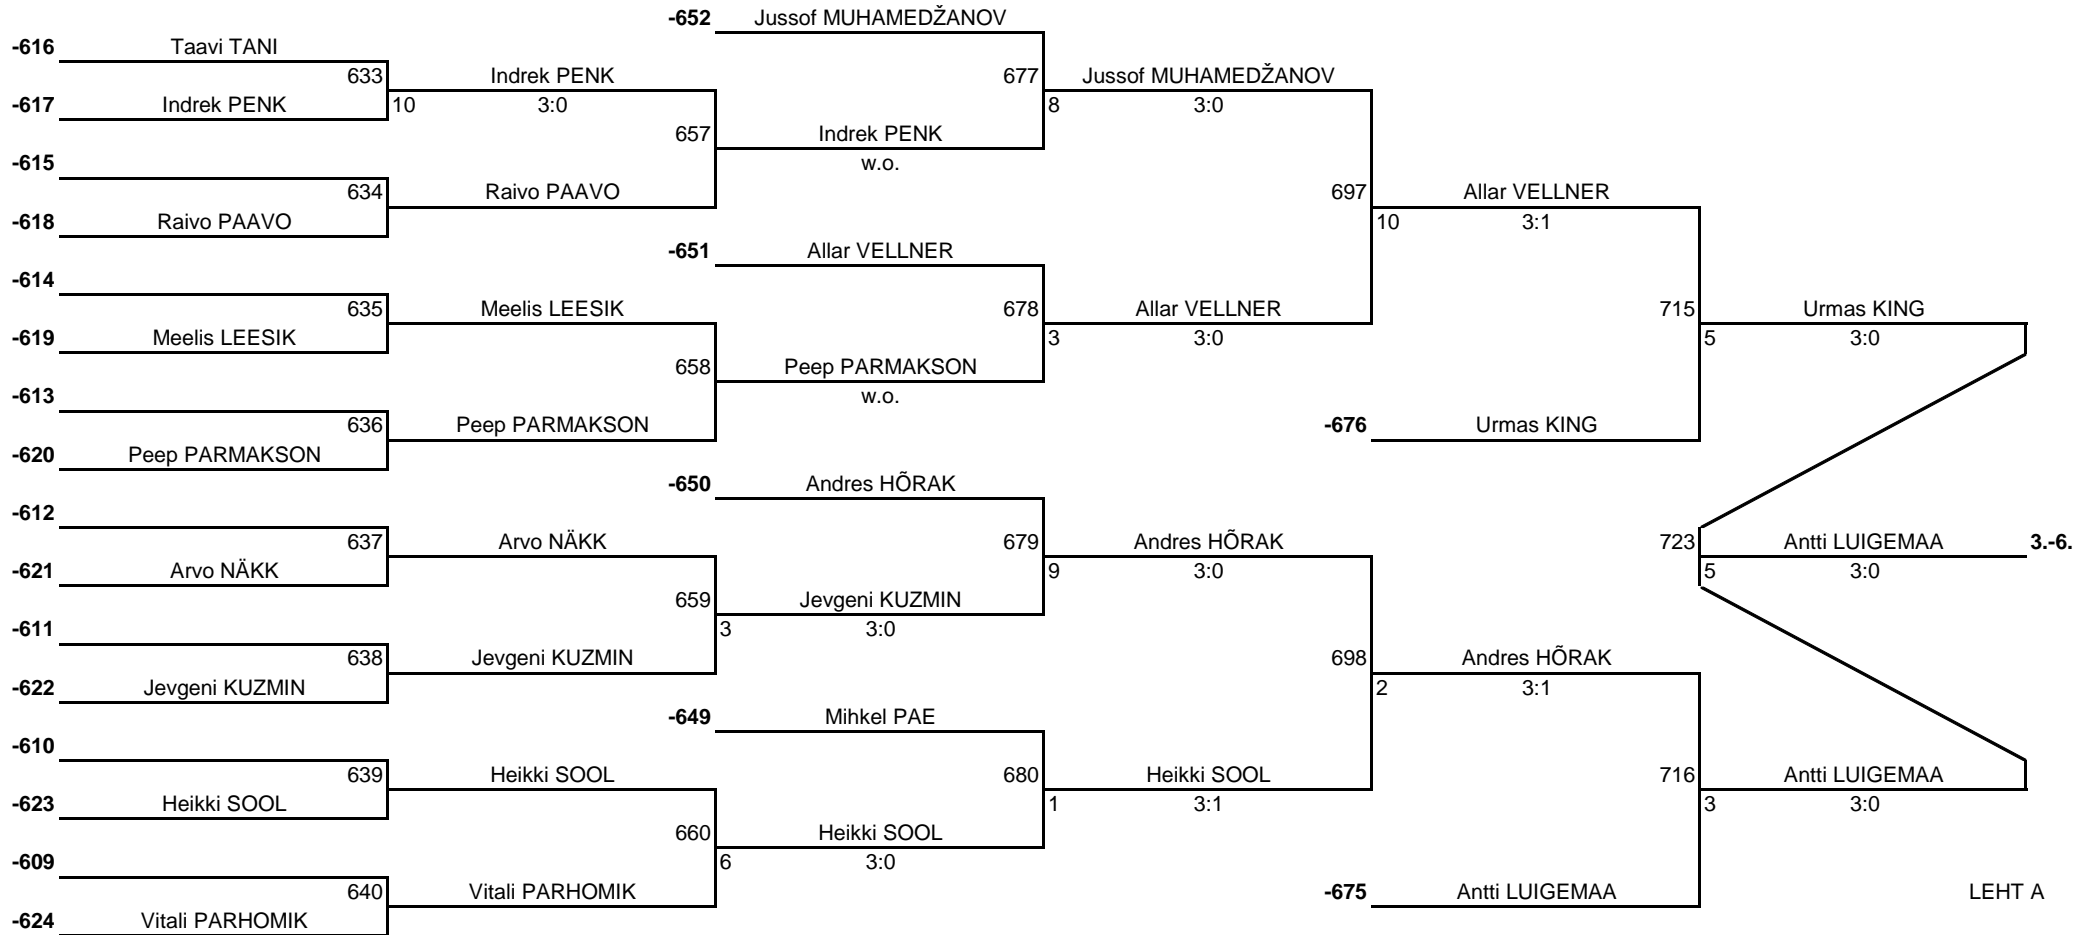 -652 Jussof MUHAMEDŽANOV
-616 Taavi TANI
633 Indrek PENK 677 Jussof MUHAMEDŽANOV
-617 Indrek PENK 10 3:0 8 3:0
657 Indrek PENK
-615 w.o.
634 Raivo PAAVO 697 Allar VELLNER
-618 Raivo PAAVO 10 3:1
-651 Allar VELLNER
-614
635 Meelis LEESIK 678 Allar VELLNER 715 Urmas KING
-619 Meelis LEESIK 3 3:0 5 3:0
658 Peep PARMAKSON
-613 w.o.
636 Peep PARMAKSON -676 Urmas KING
-620 Peep PARMAKSON
-650 Andres HÕRAK
-612
637 Arvo NÄKK 679 Andres HÕRAK 723 Antti LUIGEMAA 3.-6.
-621 Arvo NÄKK 9 3:0 5 3:0
659 Jevgeni KUZMIN
-611 3 3:0
638 Jevgeni KUZMIN 698 Andres HÕRAK
-622 Jevgeni KUZMIN 2 3:1
-649 Mihkel PAE
-610
639 Heikki SOOL 680 Heikki SOOL 716 Antti LUIGEMAA
-623 Heikki SOOL 1 3:1 3 3:0
660 Heikki SOOL
-609 6 3:0
640 Vitali PARHOMIK -675 Antti LUIGEMAA LEHT A
-624 Vitali PARHOMIK